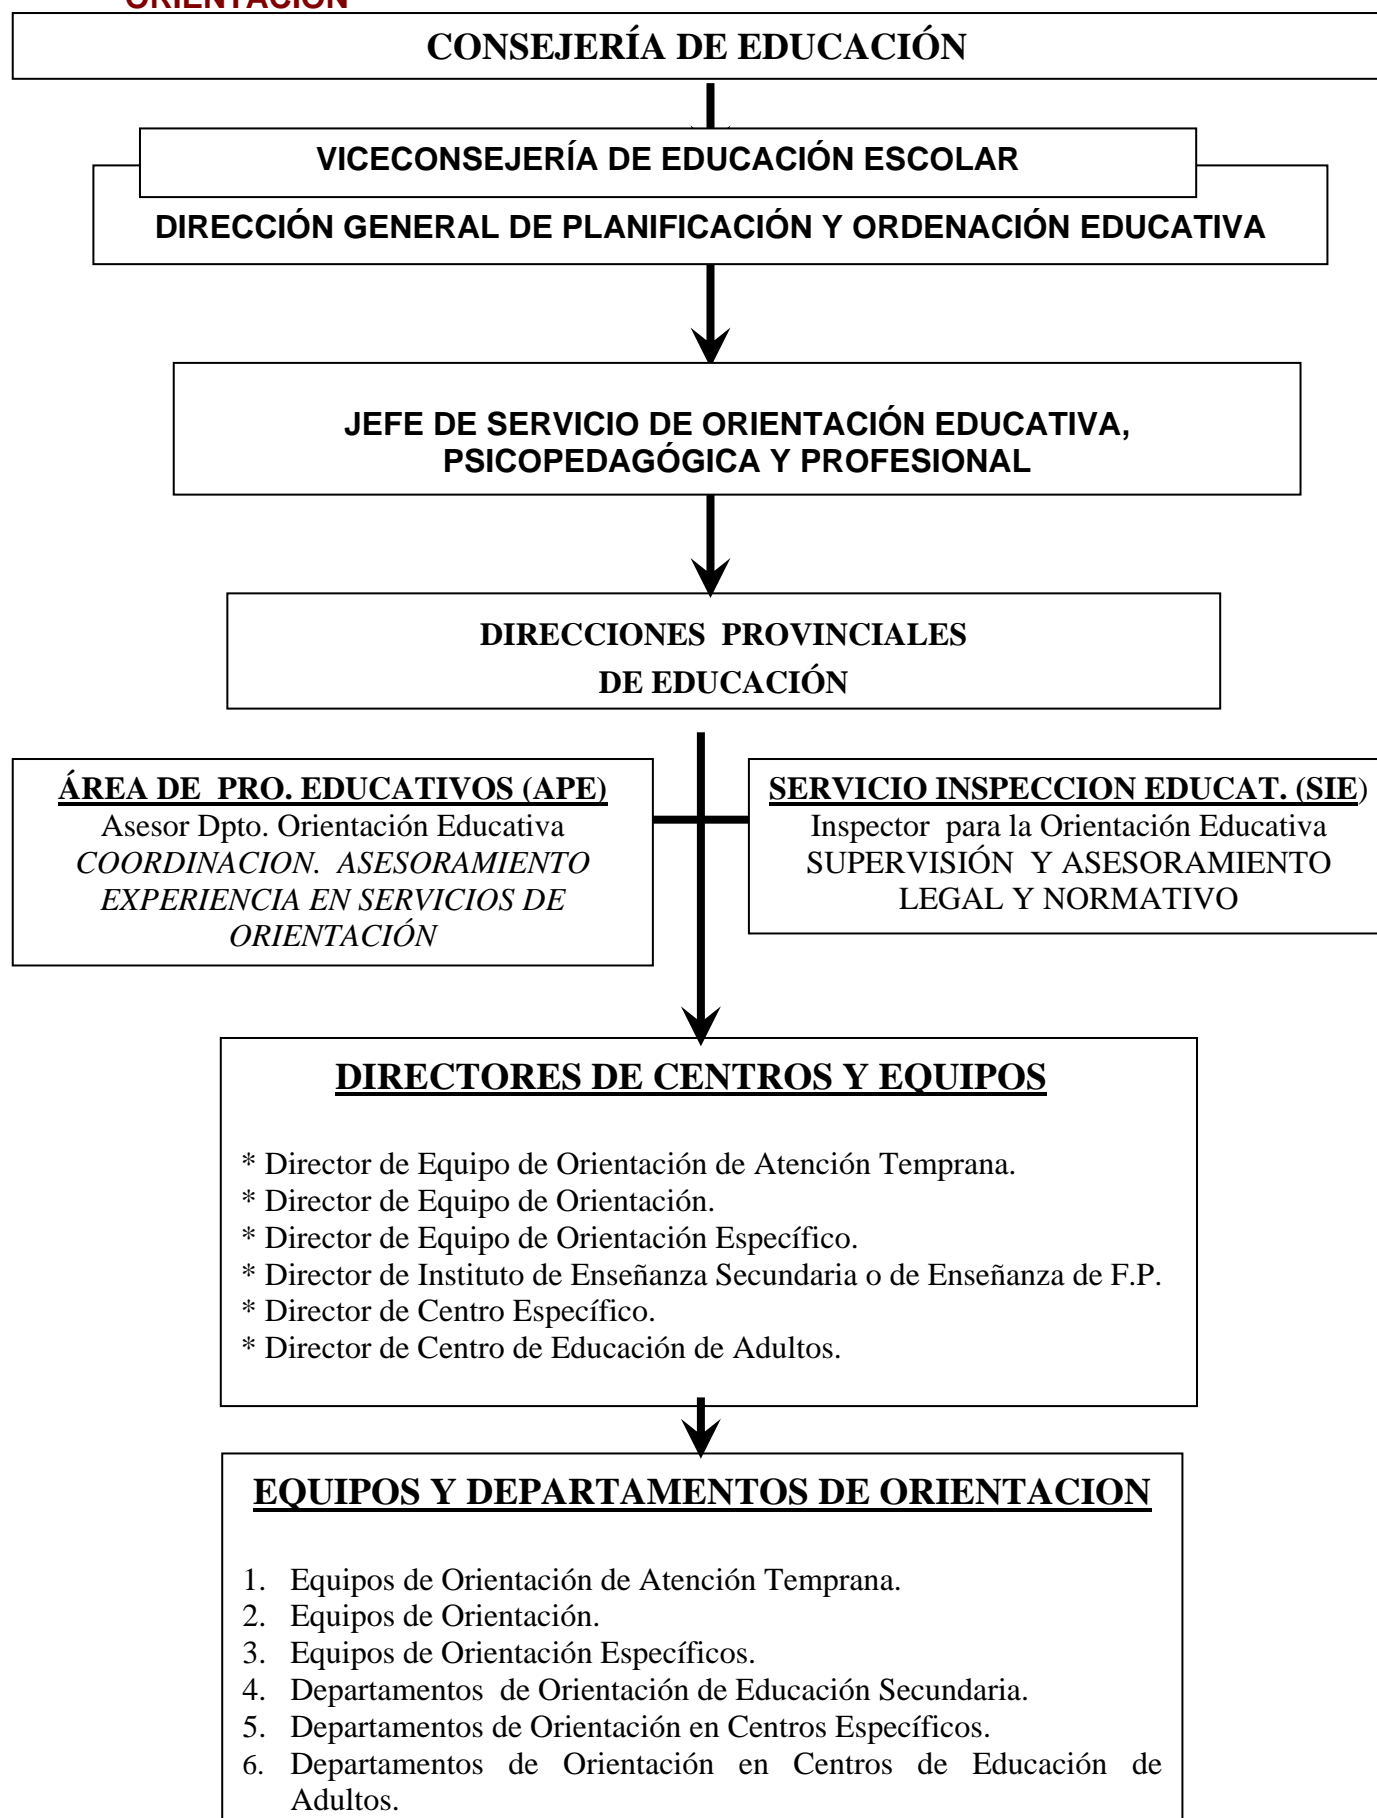 ORIENTACIÓN
CONSEJERÍA DE EDUCACIÓN
VICECONSEJERÍA DE EDUCACIÓN ESCOLAR
DIRECCIÓN GENERAL DE PLANIFICACIÓN Y ORDENACIÓN EDUCATIVA
JEFE DE SERVICIO DE ORIENTACIÓN EDUCATIVA,
PSICOPEDAGÓGICA Y PROFESIONAL
DIRECCIONES PROVINCIALES
DE EDUCACIÓN
ÁREA DE PRO. EDUCATIVOS (APE)
Asesor Dpto. Orientación Educativa
COORDINACION. ASESORAMIENTO
EXPERIENCIA EN SERVICIOS DE
ORIENTACIÓN
SERVICIO INSPECCION EDUCAT. (SIE)
Inspector para la Orientación Educativa
SUPERVISIÓN Y ASESORAMIENTO
LEGAL Y NORMATIVO
DIRECTORES DE CENTROS Y EQUIPOS
* Director de Equipo de Orientación de Atención Temprana.
* Director de Equipo de Orientación.
* Director de Equipo de Orientación Específico.
* Director de Instituto de Enseñanza Secundaria o de Enseñanza de F.P.
* Director de Centro Específico.
* Director de Centro de Educación de Adultos.
EQUIPOS Y DEPARTAMENTOS DE ORIENTACION
1. Equipos de Orientación de Atención Temprana.
2. Equipos de Orientación.
3. Equipos de Orientación Específicos.
4. Departamentos de Orientación de Educación Secundaria.
5. Departamentos de Orientación en Centros Específicos.
6. Departamentos de Orientación en Centros de Educación de
Adultos.